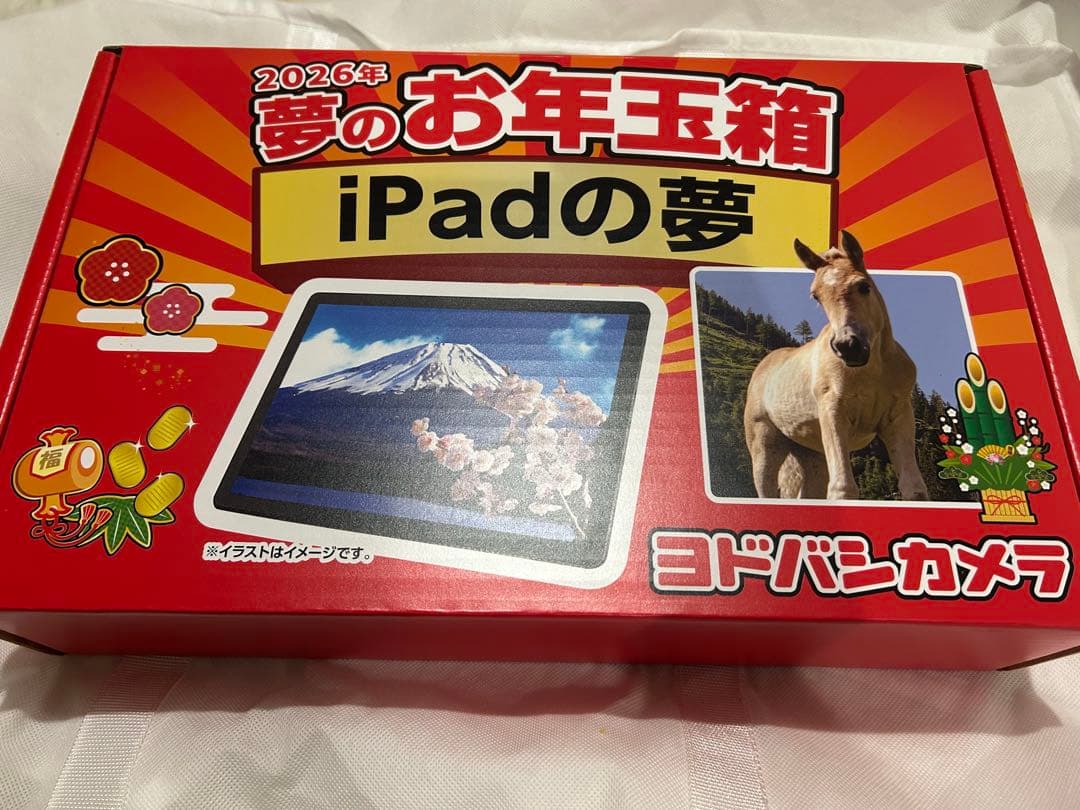 2026年
夢のお年玉箱
iPadの夢
福
※イラストはイメージです。
ヨドバシカメラ